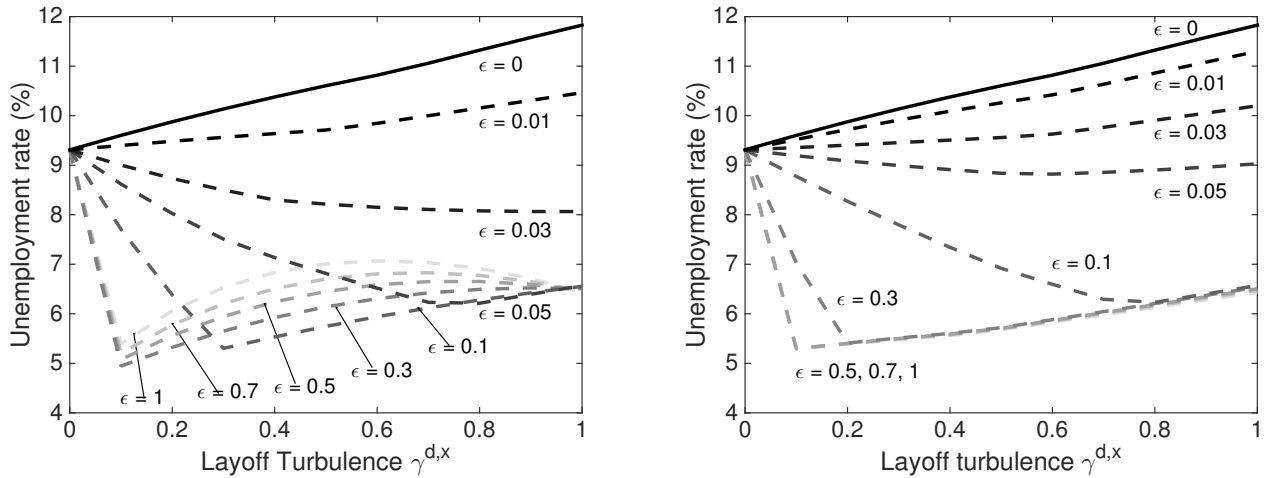 12
11
10
9
8
7
6
5
4
Unemployment rate (%)
ϵ = 0
ϵ = 0.01
ϵ = 0.03
ϵ = 0.05
ϵ = 0.1
ϵ = 0.3
ϵ = 0.5
ϵ = 0.7
ϵ = 1
0 0.2 0.4 0.6 0.8 1
Layoff Turbulence γ^{d,x}
12
11
10
9
8
7
6
5
4
Unemployment rate (%)
ϵ = 0
ϵ = 0.01
ϵ = 0.03
ϵ = 0.05
ϵ = 0.1
ϵ = 0.3
ϵ = 0.5, 0.7, 1
0 0.2 0.4 0.6 0.8 1
Layoff turbulence γ^{d,x}